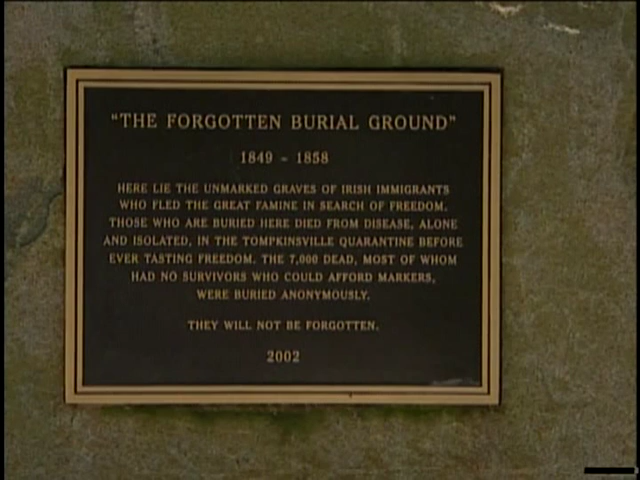 "THE FORGOTTEN BURIAL GROUND"
1849 - 1858
HERE LIE THE UNMARKED GRAVES OF IRISH IMMIGRANTS
WHO FLED THE GREAT FAMINE IN SEARCH OF FREEDOM.
THOSE WHO ARE BURIED HERE DIED FROM DISEASE, ALONE
AND ISOLATED, IN THE TOMPKINSVILLE QUARANTINE BEFORE
EVER TASTING FREEDOM. THE 7,000 DEAD, MOST OF WHOM
HAD NO SURVIVORS WHO COULD AFFORD MARKERS,
WERE BURIED ANONYMOUSLY.
THEY WILL NOT BE FORGOTTEN.
2002